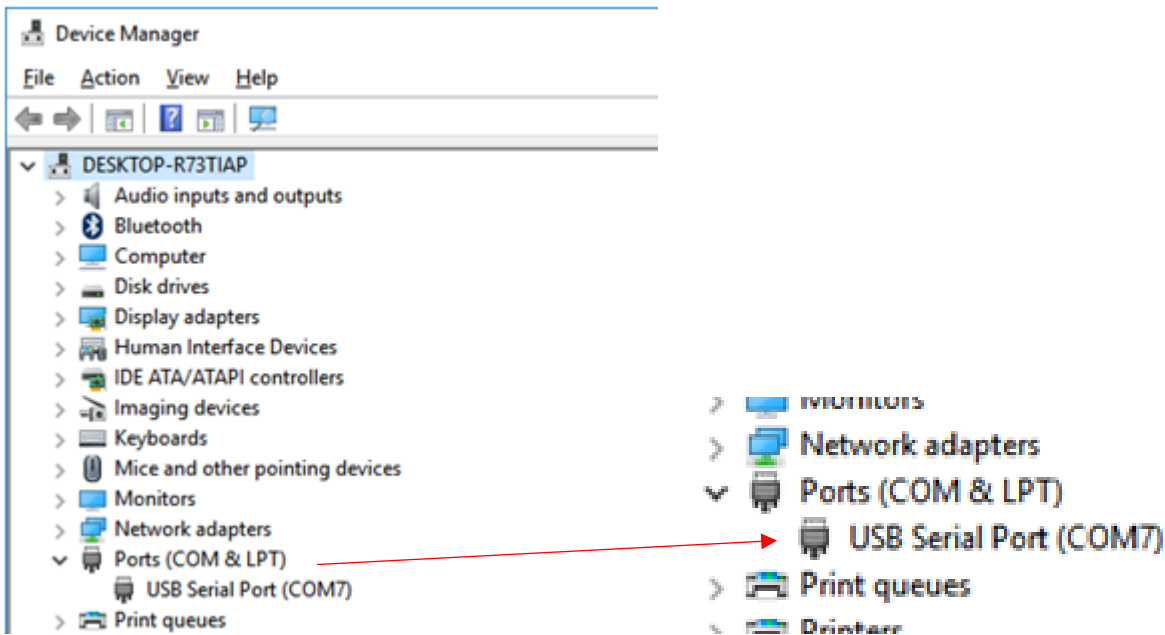 Device Manager
File Action View Help
DESKTOP-R73TIAP
Audio inputs and outputs
Bluetooth
Computer
Disk drives
Display adapters
Human Interface Devices
IDE ATA/ATAPI controllers
Imaging devices
Keyboards
Mice and other pointing devices
Monitors
Network adapters
Ports (COM & LPT)
USB Serial Port (COM7)
Print queues
Monitors
Network adapters
Ports (COM & LPT)
USB Serial Port (COM7)
Print queues
Printers